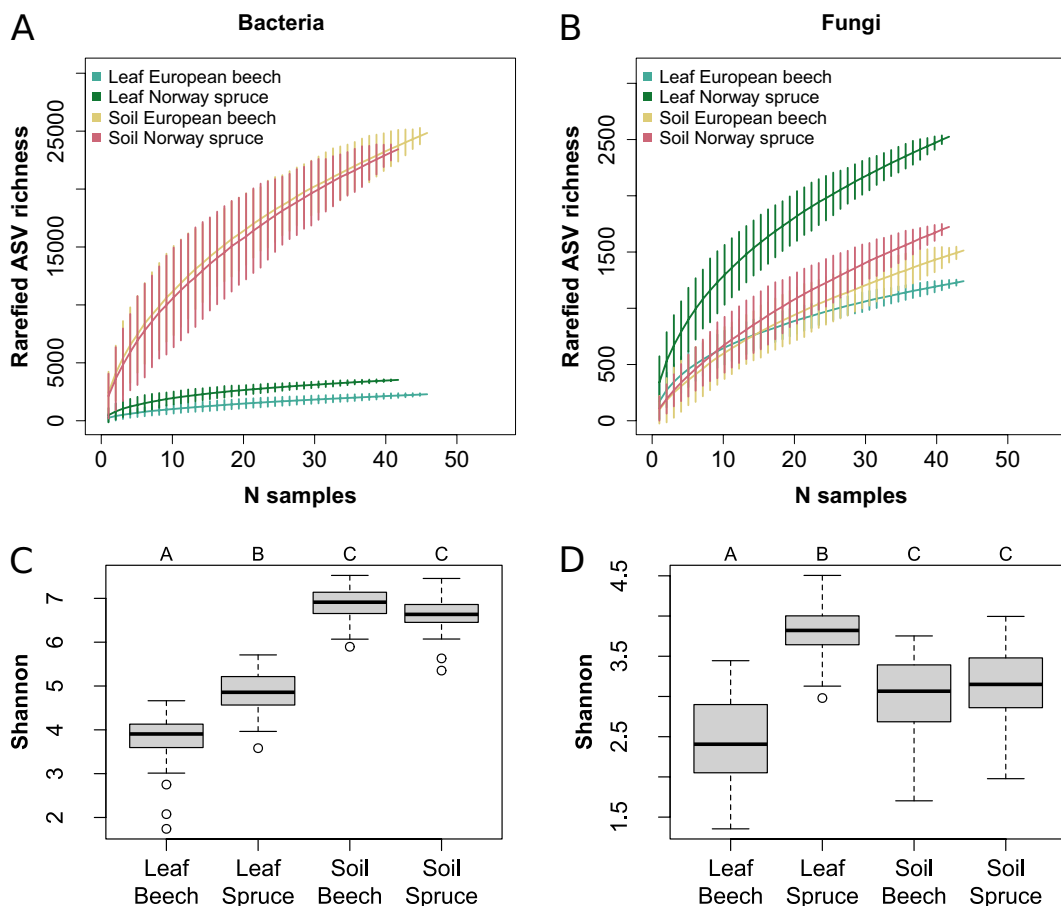 A
Bacteria
Leaf European beech
Leaf Norway spruce
Soil European beech
Soil Norway spruce
Rarefied ASV richness
0
5000
15000
25000
0 10 20 30 40 50
N samples
B
Fungi
Leaf European beech
Leaf Norway spruce
Soil European beech
Soil Norway spruce
Rarefied ASV richness
0
500
1500
2500
0 10 20 30 40 50
N samples
C
A B C C
Shannon
7
6
5
4
3
2
Leaf Beech
Leaf Spruce
Soil Beech
Soil Spruce
D
A B C C
Shannon
4.5
3.5
2.5
1.5
Leaf Beech
Leaf Spruce
Soil Beech
Soil Spruce